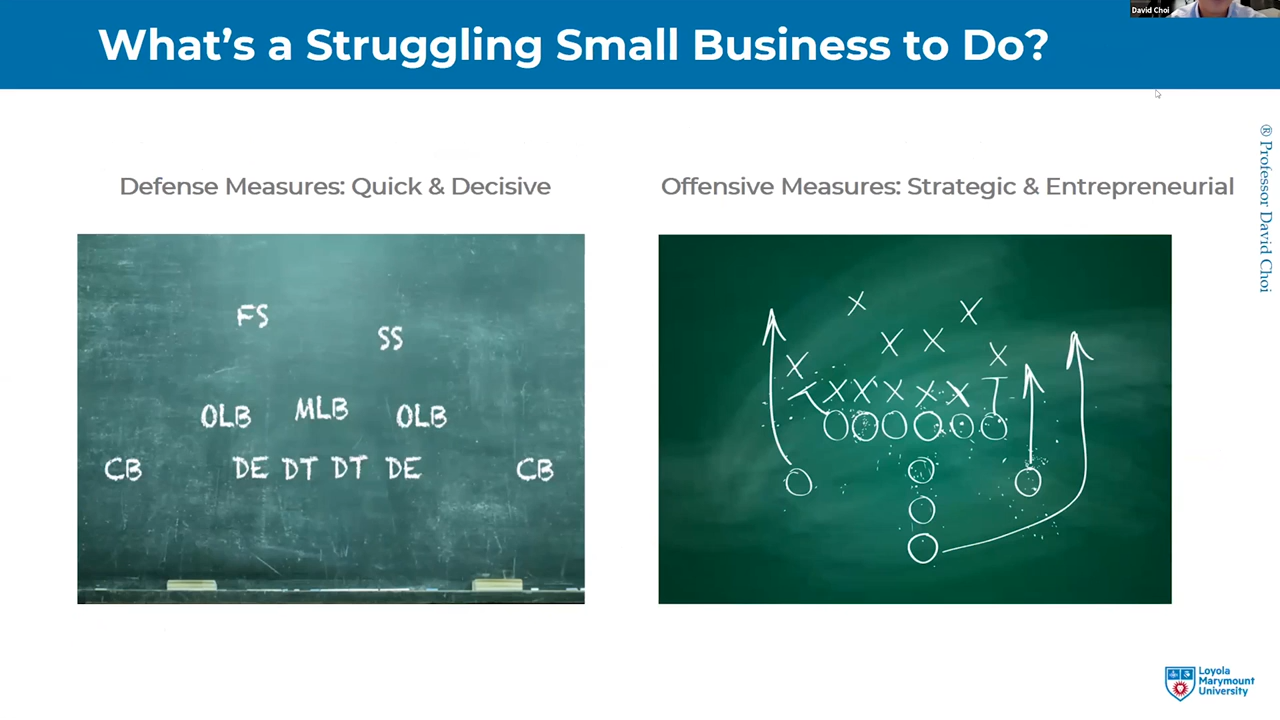 David Choi
What's a Struggling Small Business to Do?
® Professor David Choi
Defense Measures: Quick & Decisive
Offensive Measures: Strategic & Entrepreneurial
FS
SS
OLB MLB OLB
CB DE DT DT DE CB
X X
X X
X X
X X X X X
Loyola
Marymount
University